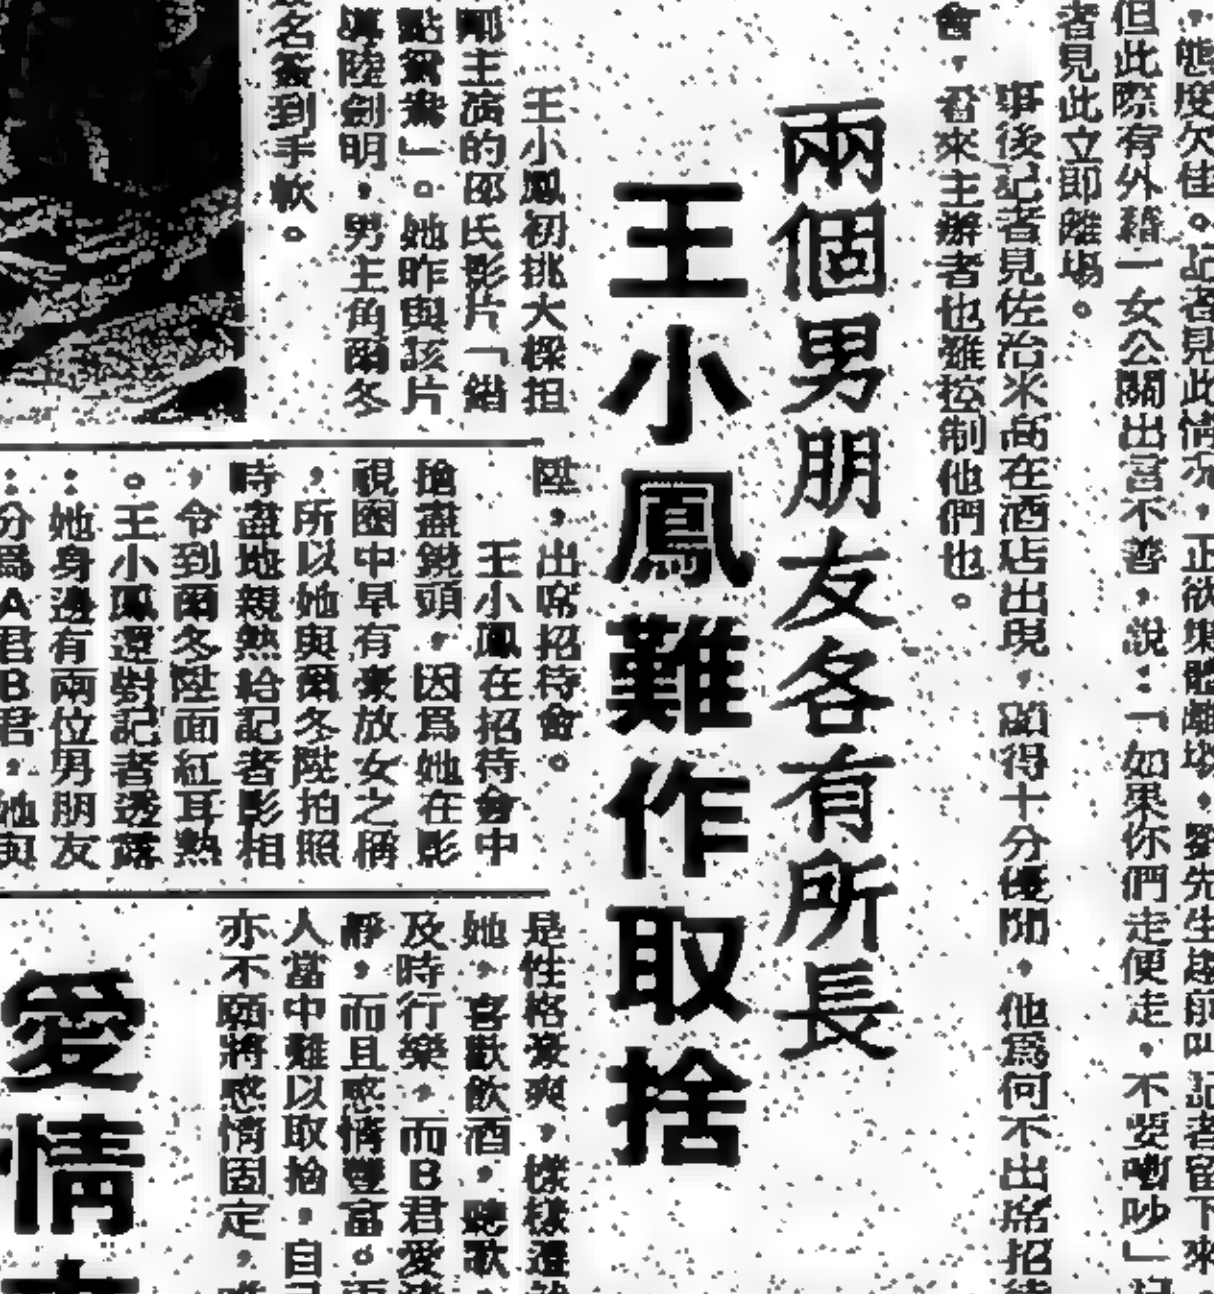 態度欠佳。記者見此情況,正欲集體離場,劉先生趨前叫記者留下來
但此際有外籍一女公關出言不善,說:「如果你們走便走,不要嘈吵」記
者見此立即離場。
事後記者見佐治米高在酒店出現,顯得十分悠閒,他為何不出席招待
會,看來主辦者也難控制他們也。
兩個男朋友各有所長
王小鳳難作取捨
王小鳳初挑大樑担
剛主演的邵氏影片「錯
點鴛鴦」。她昨與該片
導陸劍明,男主角爾冬
名簽到手軟。
陞,出席招待會。
王小鳳在招待會中
搶盡鏡頭,因為她在影
視圈中早有豪放女之稱
,所以她與爾冬陞拍照
時盡地親熱給記者影相
,令到爾冬陞面紅耳熱
。王小鳳還對記者透露
:她身邊有兩位男朋友
:分為A君B君,她與
是性格豪爽,樣樣
她,喜歡飲酒,聽歌,
及時行樂,而B君愛
靜,而且感情豐富。
人當中難以取捨,自己
亦不願將感情固定,
愛情